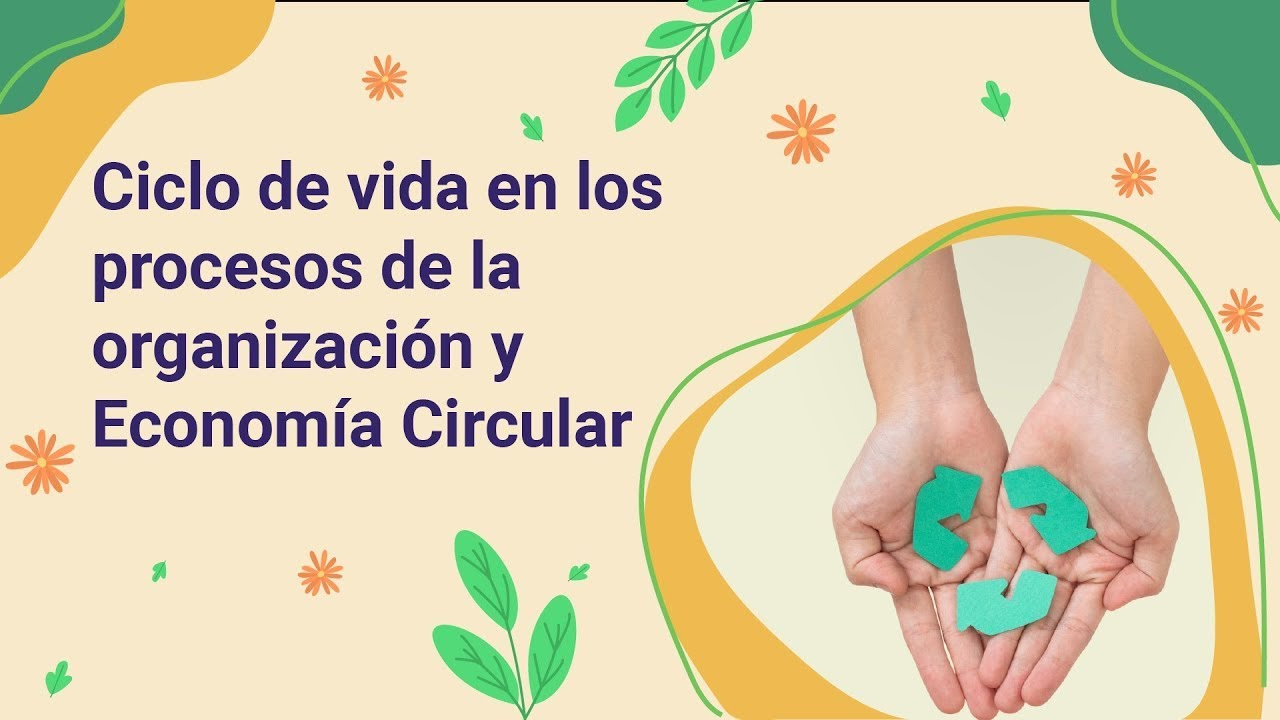 Ciclo de vida en los
procesos de la
organización y
Economía Circular